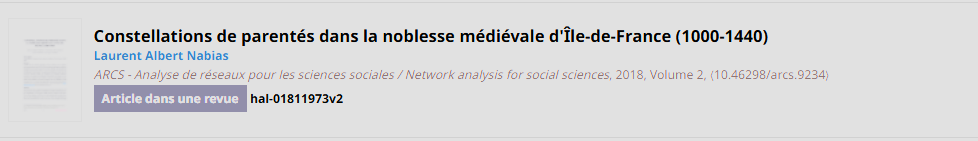 Constellations de parentés dans la noblesse médiévale d'Île-de-France (1000-1440)
Laurent Albert Nabias
ARCS - Analyse de réseaux pour les sciences sociales / Network analysis for social sciences, 2018, Volume 2, ⟨10.46298/arcs.9234⟩
Article dans une revue hal-01811973v2